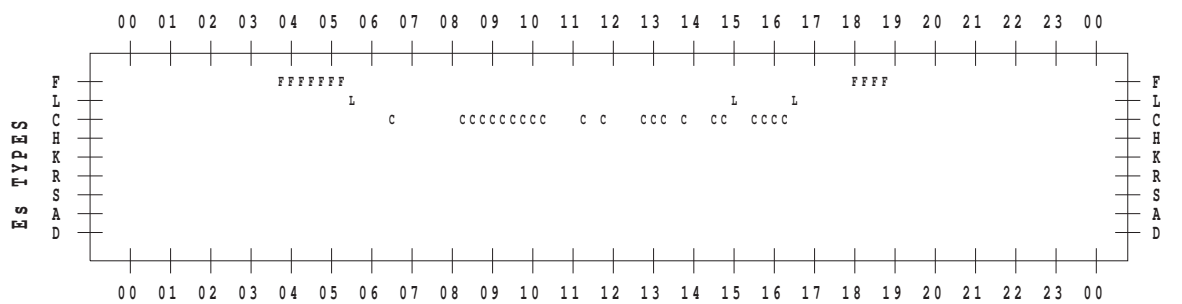 00 01 02 03 04 05 06 07 08 09 10 11 12 13 14 15 16 17 18 19 20 21 22 23 00
F FFFFFFF FFFF F
L L L L L
C C CCCCCCCCC C C CCC C CC CCCC C
H H
K K
R R
S S
A A
D D
Es TYPES
00 01 02 03 04 05 06 07 08 09 10 11 12 13 14 15 16 17 18 19 20 21 22 23 00